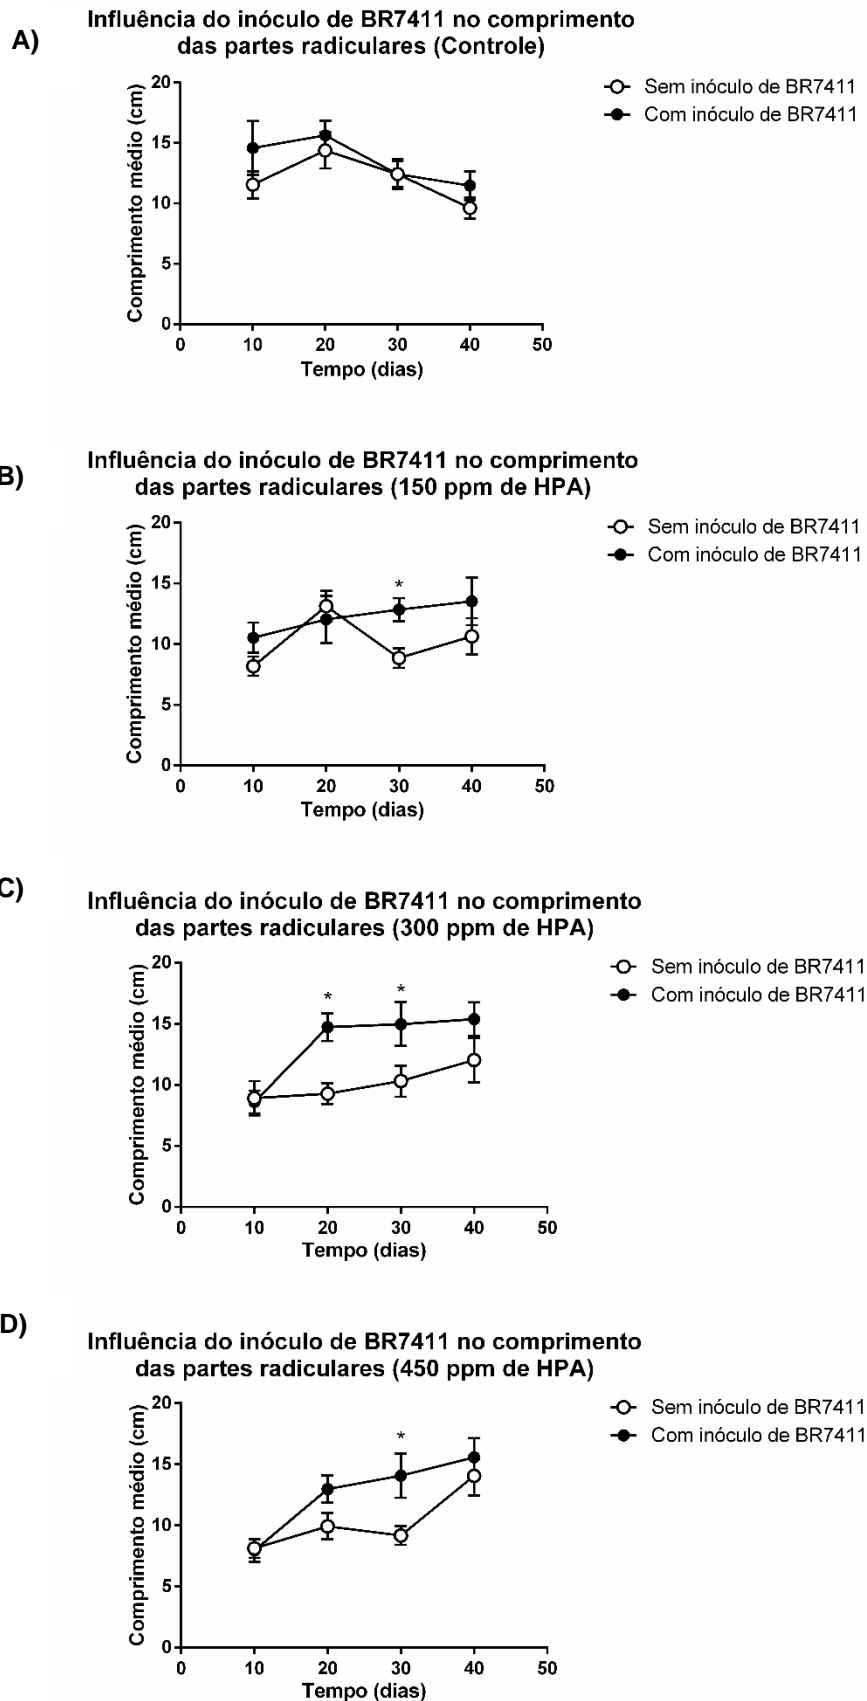 A)
Influência do inóculo de BR7411 no comprimento
das partes radiculares (Controle)
Sem inóculo de BR7411
Com inóculo de BR7411
Comprimento médio (cm)
20
15
10
5
0
0 10 20 30 40 50
Tempo (dias)
B)
Influência do inóculo de BR7411 no comprimento
das partes radiculares (150 ppm de HPA)
Sem inóculo de BR7411
Com inóculo de BR7411
Comprimento médio (cm)
20
15
10
5
0
*
0 10 20 30 40 50
Tempo (dias)
C)
Influência do inóculo de BR7411 no comprimento
das partes radiculares (300 ppm de HPA)
Sem inóculo de BR7411
Com inóculo de BR7411
Comprimento médio (cm)
20
15
10
5
0
* *
0 10 20 30 40 50
Tempo (dias)
D)
Influência do inóculo de BR7411 no comprimento
das partes radiculares (450 ppm de HPA)
Sem inóculo de BR7411
Com inóculo de BR7411
Comprimento médio (cm)
20
15
10
5
0
*
0 10 20 30 40 50
Tempo (dias)